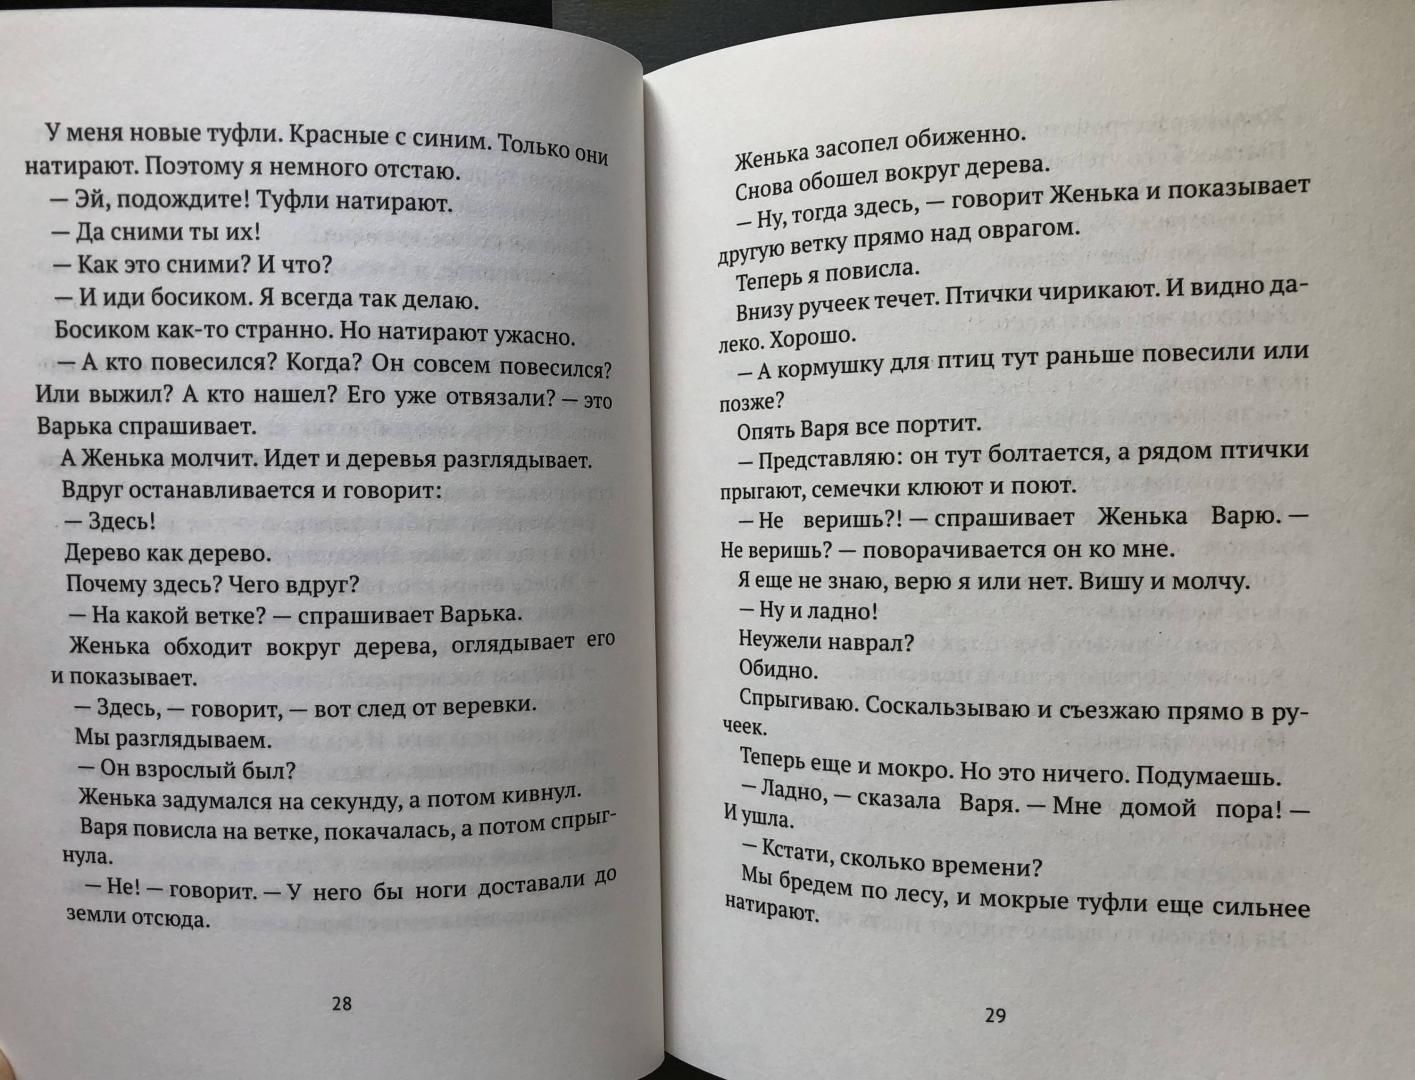 У меня новые туфли. Красные с синим. Только они
натирают. Поэтому я немного отстаю.
— Эй, подождите! Туфли натирают.
— Да сними ты их!
— Как это сними? И что?
— И иди босиком. Я всегда так делаю.
Босиком как-то странно. Но натирают ужасно.
— А кто повесился? Когда? Он совсем повесился?
Или выжил? А кто нашел? Его уже отвязали? — это
Варька спрашивает.
А Женька молчит. Идет и деревья разглядывает.
Вдруг останавливается и говорит:
— Здесь!
Дерево как дерево.
Почему здесь? Чего вдруг?
— На какой ветке? — спрашивает Варька.
Женька обходит вокруг дерева, оглядывает его
и показывает.
— Здесь, — говорит, — вот след от веревки.
Мы разглядываем.
— Он взрослый был?
Женька задумался на секунду, а потом кивнул.
Варя повисла на ветке, покачалась, а потом спрыг-
нула.
— Не! — говорит. — У него бы ноги доставали до
земли отсюда.
28
Женька засопел обиженно.
Снова обошел вокруг дерева.
— Ну, тогда здесь, — говорит Женька и показывает
другую ветку прямо над оврагом.
Теперь я повисла.
Внизу ручеек течет. Птички чирикают. И видно да-
леко. Хорошо.
— А кормушку для птиц тут раньше повесили или
позже?
Опять Варя все портит.
— Представляю: он тут болтается, а рядом птички
прыгают, семечки клюют и поют.
— Не веришь?! — спрашивает Женька Варю. —
Не веришь? — поворачивается он ко мне.
Я еще не знаю, верю я или нет. Вишу и молчу.
— Ну и ладно!
Неужели наврал?
Обидно.
Спрыгиваю. Соскальзываю и съезжаю прямо в ру-
чеек.
Теперь еще и мокро. Но это ничего. Подумаешь.
— Ладно, — сказала Варя. — Мне домой пора! —
И ушла.
— Кстати, сколько времени?
Мы бредем по лесу, и мокрые туфли еще сильнее
натирают.
29